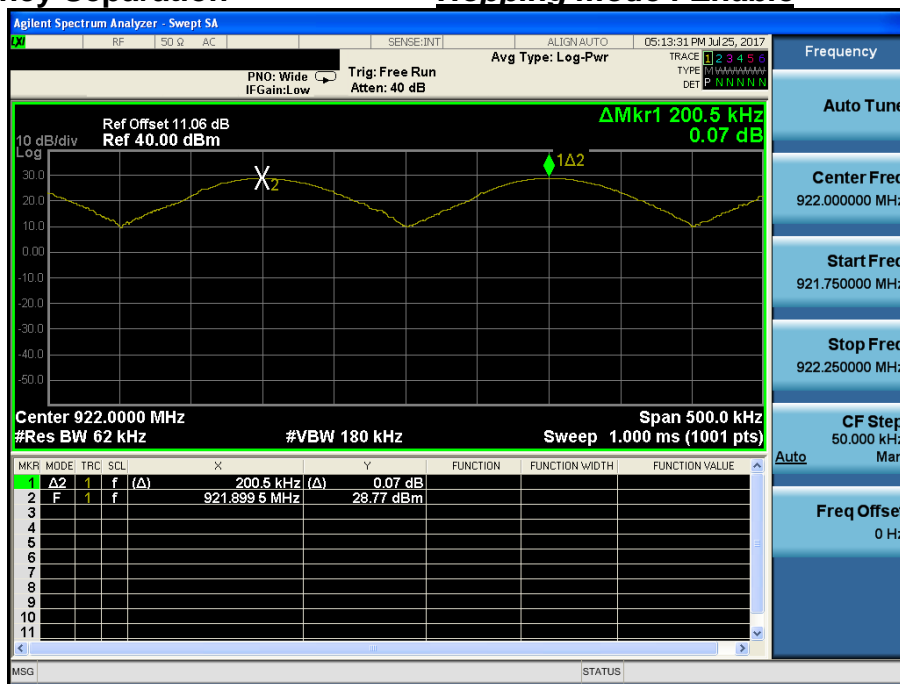 ncy Separation Hopping Mode : Enable
Agilent Spectrum Analyzer - Swept SA
LXI RF 50 Ω AC SENSE:INT ALIGNAUTO 05:13:31 PM Jul 25, 2017
Avg Type: Log-Pwr TRACE 1 2 3 4 5 6
PNO: Wide Trig: Free Run TYPE MWWWWW
IFGain:Low Atten: 40 dB DET P N N N N N
ΔMkr1 200.5 kHz
0.07 dB
Ref Offset 11.06 dB
10 dB/div Ref 40.00 dBm
Log
30.0
20.0
10.0
0.00
-10.0
-20.0
-30.0
-40.0
-50.0
X2
1Δ2
Center 922.0000 MHz Span 500.0 kHz
#Res BW 62 kHz #VBW 180 kHz Sweep 1.000 ms (1001 pts)
MKR MODE TRC SCL X Y FUNCTION FUNCTION WIDTH FUNCTION VALUE
1 Δ2 1 f (Δ) 200.5 kHz (Δ) 0.07 dB
2 F 1 f 921.899 5 MHz 28.77 dBm
3
4
5
6
7
8
9
10
11
MSG STATUS
Frequency
Auto Tune
Center Freq
922.000000 MHz
Start Freq
921.750000 MHz
Stop Freq
922.250000 MHz
CF Step
50.000 kHz
Auto Man
Freq Offset
0 Hz